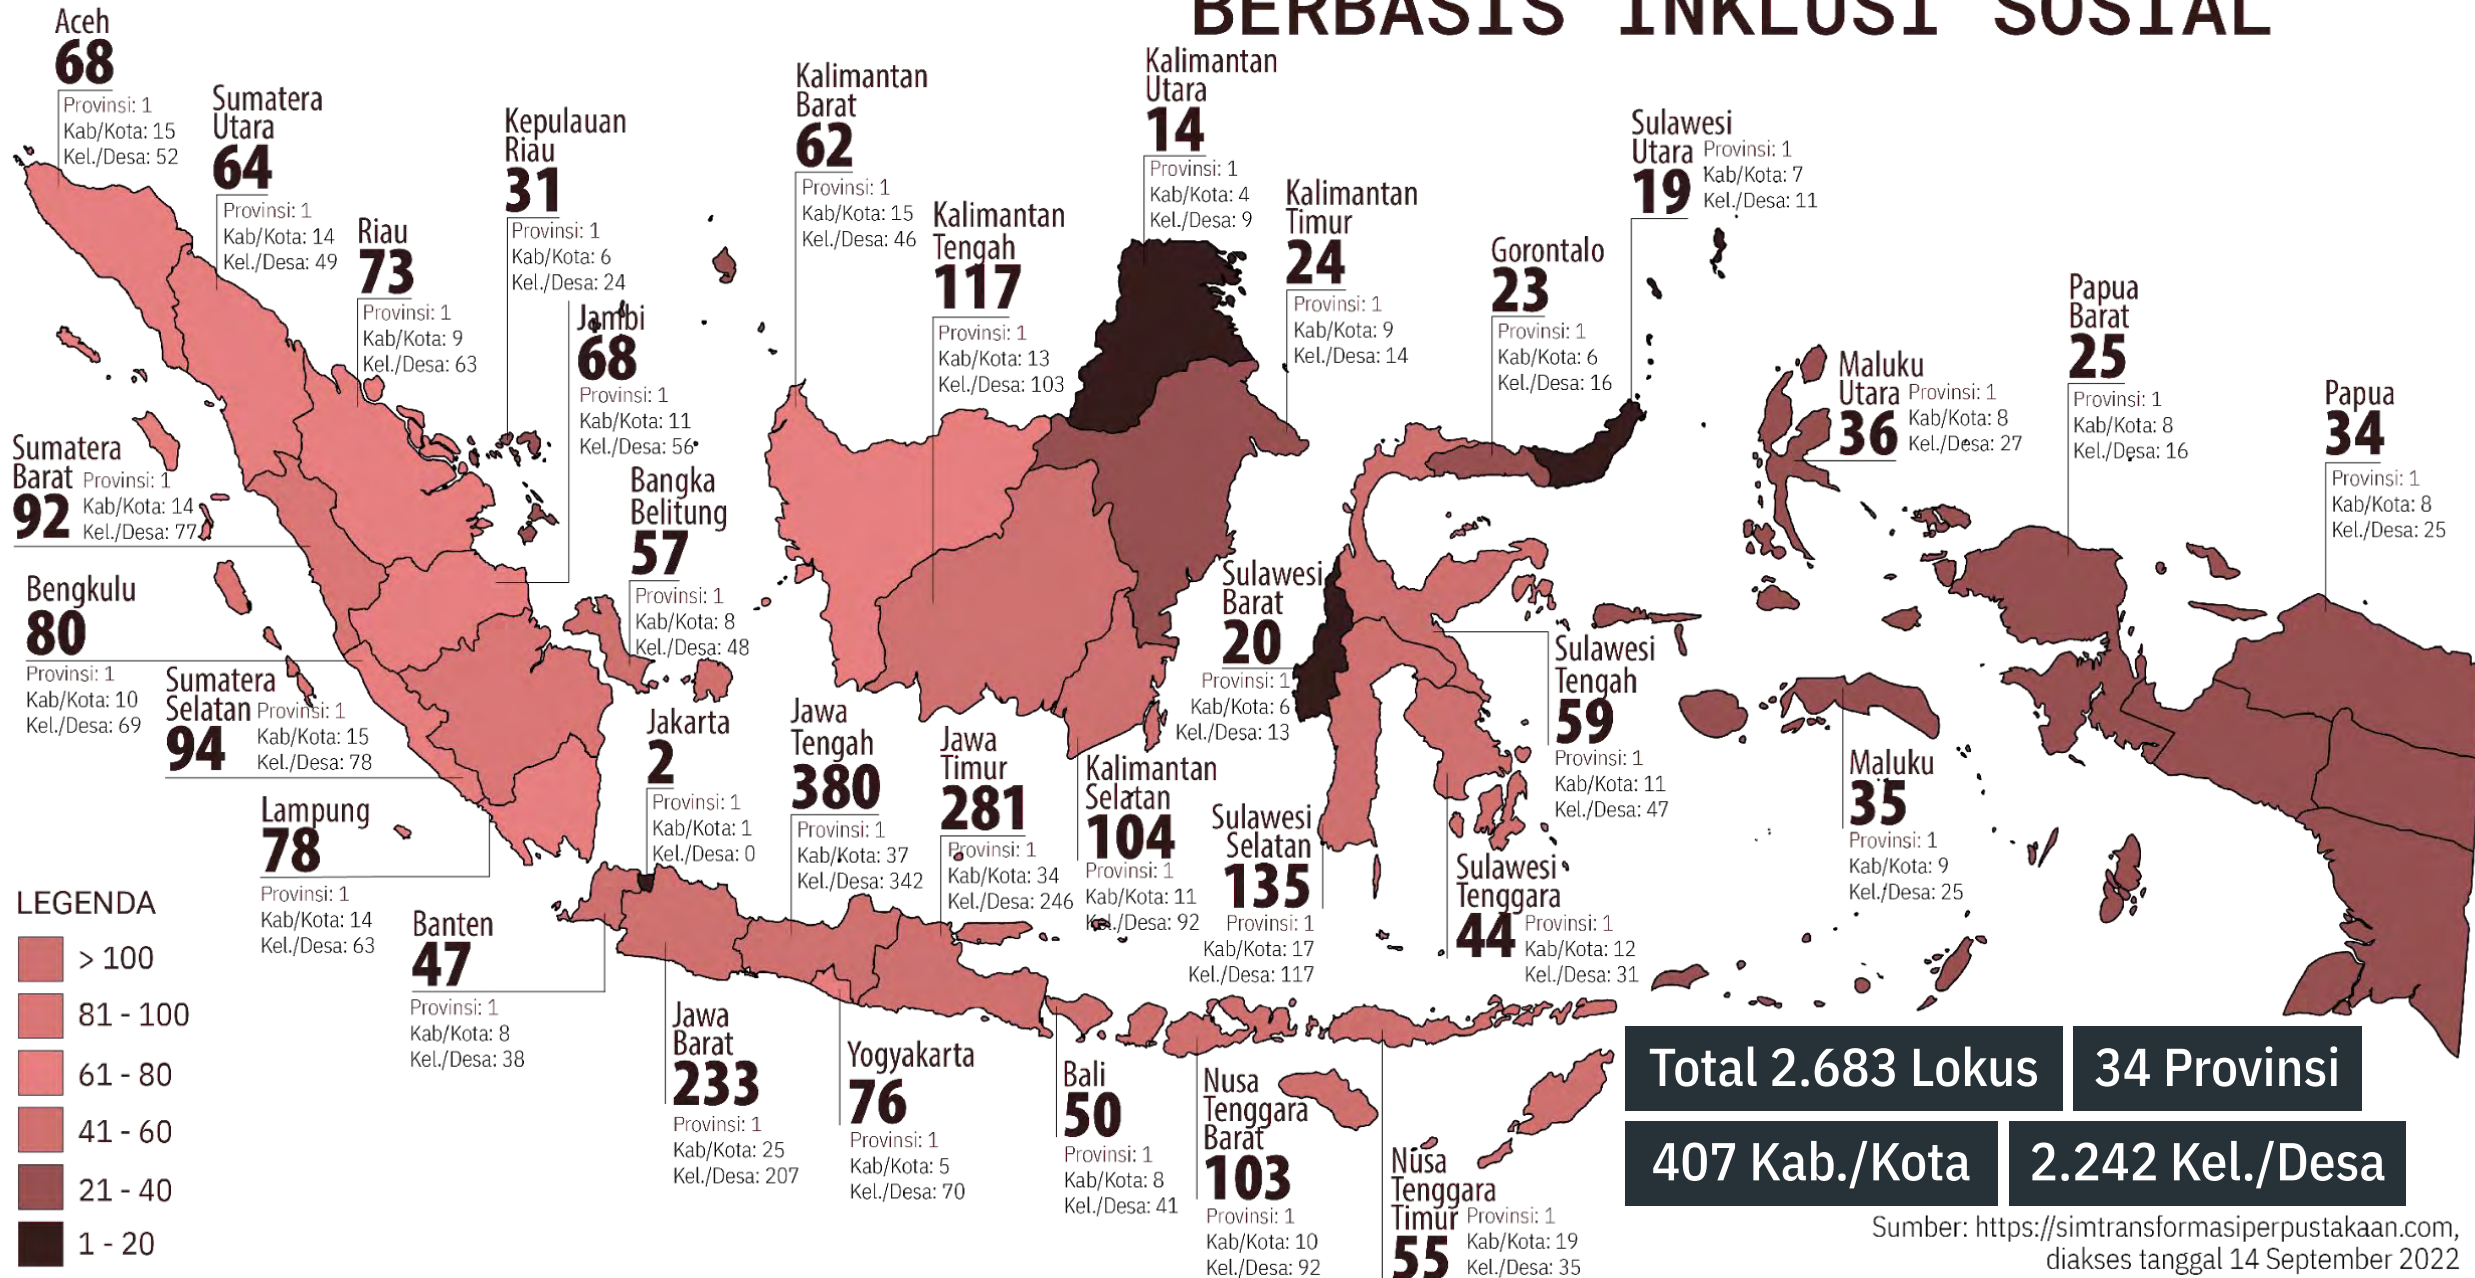 BERBASIS INKLUSI SOSIAL
Aceh
68
Provinsi: 1
Kab/Kota: 15
Kel./Desa: 52
Sumatera
Utara
64
Provinsi: 1
Kab/Kota: 14
Kel./Desa: 49
Riau
73
Provinsi: 1
Kab/Kota: 9
Kel./Desa: 63
Kepulauan
Riau
31
Provinsi: 1
Kab/Kota: 6
Kel./Desa: 24
Jambi
68
Provinsi: 1
Kab/Kota: 11
Kel./Desa: 56
Bangka
Belitung
57
Provinsi: 1
Kab/Kota: 8
Kel./Desa: 48
Sumatera
Barat
92
Provinsi: 1
Kab/Kota: 14
Kel./Desa: 77
Bengkulu
80
Provinsi: 1
Kab/Kota: 10
Kel./Desa: 69
Sumatera
Selatan
94
Provinsi: 1
Kab/Kota: 15
Kel./Desa: 78
Lampung
78
Provinsi: 1
Kab/Kota: 14
Kel./Desa: 63
Banten
47
Provinsi: 1
Kab/Kota: 8
Kel./Desa: 38
Jakarta
2
Provinsi: 1
Kab/Kota: 1
Kel./Desa: 0
Jawa
Barat
233
Provinsi: 1
Kab/Kota: 25
Kel./Desa: 207
Jawa
Tengah
380
Provinsi: 1
Kab/Kota: 37
Kel./Desa: 342
Yogyakarta
76
Provinsi: 1
Kab/Kota: 5
Kel./Desa: 70
Jawa
Timur
281
Provinsi: 1
Kab/Kota: 34
Kel./Desa: 246
Bali
50
Provinsi: 1
Kab/Kota: 8
Kel./Desa: 41
Nusa
Tenggara
Barat
103
Provinsi: 1
Kab/Kota: 10
Kel./Desa: 92
Nusa
Tenggara
Timur
55
Provinsi: 1
Kab/Kota: 19
Kel./Desa: 35
Kalimantan
Barat
62
Provinsi: 1
Kab/Kota: 15
Kel./Desa: 46
Kalimantan
Tengah
117
Provinsi: 1
Kab/Kota: 13
Kel./Desa: 103
Kalimantan
Utara
14
Provinsi: 1
Kab/Kota: 4
Kel./Desa: 9
Kalimantan
Timur
24
Provinsi: 1
Kab/Kota: 9
Kel./Desa: 14
Kalimantan
Selatan
104
Provinsi: 1
Kab/Kota: 11
Kel./Desa: 92
Gorontalo
23
Provinsi: 1
Kab/Kota: 6
Kel./Desa: 16
Sulawesi
Utara
19
Provinsi: 1
Kab/Kota: 7
Kel./Desa: 11
Sulawesi
Barat
20
Provinsi: 1
Kab/Kota: 6
Kel./Desa: 13
Sulawesi
Tengah
59
Provinsi: 1
Kab/Kota: 11
Kel./Desa: 47
Sulawesi
Selatan
135
Provinsi: 1
Kab/Kota: 17
Kel./Desa: 117
Sulawesi
Tenggara
44
Provinsi: 1
Kab/Kota: 12
Kel./Desa: 31
Maluku
Utara
36
Provinsi: 1
Kab/Kota: 8
Kel./Desa: 27
Maluku
35
Provinsi: 1
Kab/Kota: 9
Kel./Desa: 25
Papua
Barat
25
Provinsi: 1
Kab/Kota: 8
Kel./Desa: 16
Papua
34
Provinsi: 1
Kab/Kota: 8
Kel./Desa: 25
LEGENDA
> 100
81 - 100
61 - 80
41 - 60
21 - 40
1 - 20
Total 2.683 Lokus
34 Provinsi
407 Kab./Kota
2.242 Kel./Desa
Sumber: https://simtransformasiperpustakaan.com,
diakses tanggal 14 September 2022